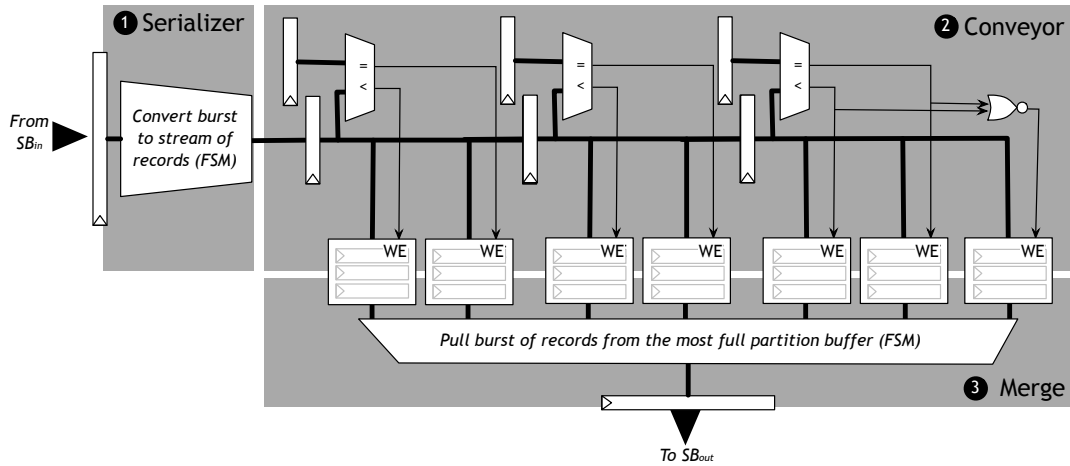 1 Serializer
2 Conveyor
=
<
=
<
=
<
From
SBin
Convert burst
to stream of
records (FSM)
WE
WE
WE
WE
WE
WE
WE
Pull burst of records from the most full partition buffer (FSM)
3 Merge
To SBout